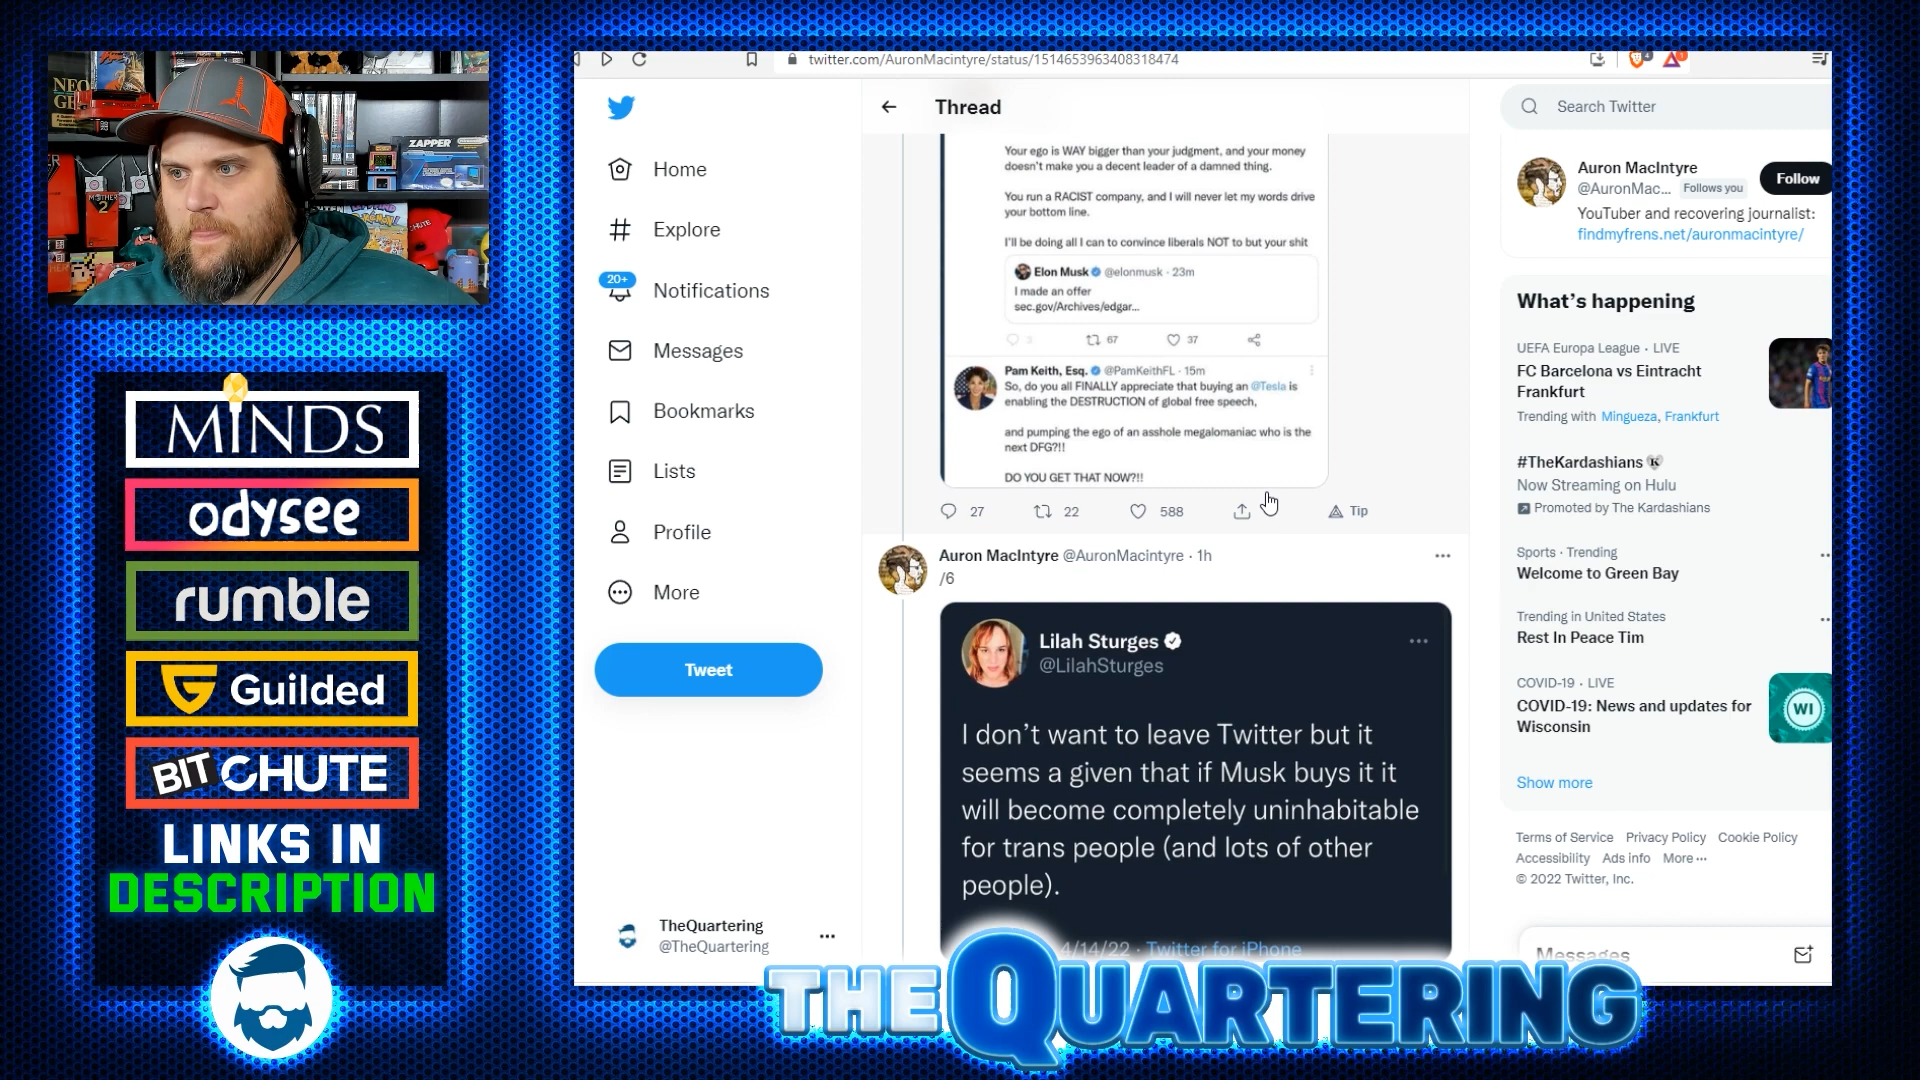 NEO
ZAPPER
MOTHER
2
MINDS
odysee
rumble
Guilded
BITCHUTE
LINKS IN
DESCRIPTION
twitter.com/AuronMacintyre/status/1514653963408318474
Home
Explore
20+
Notifications
Messages
Bookmarks
Lists
Profile
More
Tweet
TheQuartering
@TheQuartering
Thread
Your ego is WAY bigger than your judgment, and your money
doesn't make you a decent leader of a damned thing.
You run a RACIST company, and I will never let my words drive
your bottom line.
I'll be doing all I can to convince liberals NOT to but your shit
Elon Musk @elonmusk · 23m
I made an offer
sec.gov/Archives/edgar...
3 67 37
Pam Keith, Esq. @PamKeithFL · 15m
So, do you all FINALLY appreciate that buying an @Tesla is
enabling the DESTRUCTION of global free speech,
and pumping the ego of an asshole megalomaniac who is the
next DFG?!!
DO YOU GET THAT NOW?!!
27 22 588 Tip
Auron MacIntyre @AuronMacintyre · 1h
/6
Lilah Sturges
@LilahSturges
I don't want to leave Twitter but it
seems a given that if Musk buys it it
will become completely uninhabitable
for trans people (and lots of other
people).
4/14/22 · Twitter for iPhone
Search Twitter
Auron MacIntyre
@AuronMac... Follows you
Follow
YouTuber and recovering journalist:
findmyfrens.net/auronmacintyre/
What's happening
UEFA Europa League · LIVE
FC Barcelona vs Eintracht
Frankfurt
Trending with Mingueza, Frankfurt
#TheKardashians
Now Streaming on Hulu
Promoted by The Kardashians
Sports · Trending
Welcome to Green Bay
Trending in United States
Rest In Peace Tim
COVID-19 · LIVE
COVID-19: News and updates for
Wisconsin
WI
Show more
Terms of Service Privacy Policy Cookie Policy
Accessibility Ads info More ...
© 2022 Twitter, Inc.
Messages
THE QUARTERING